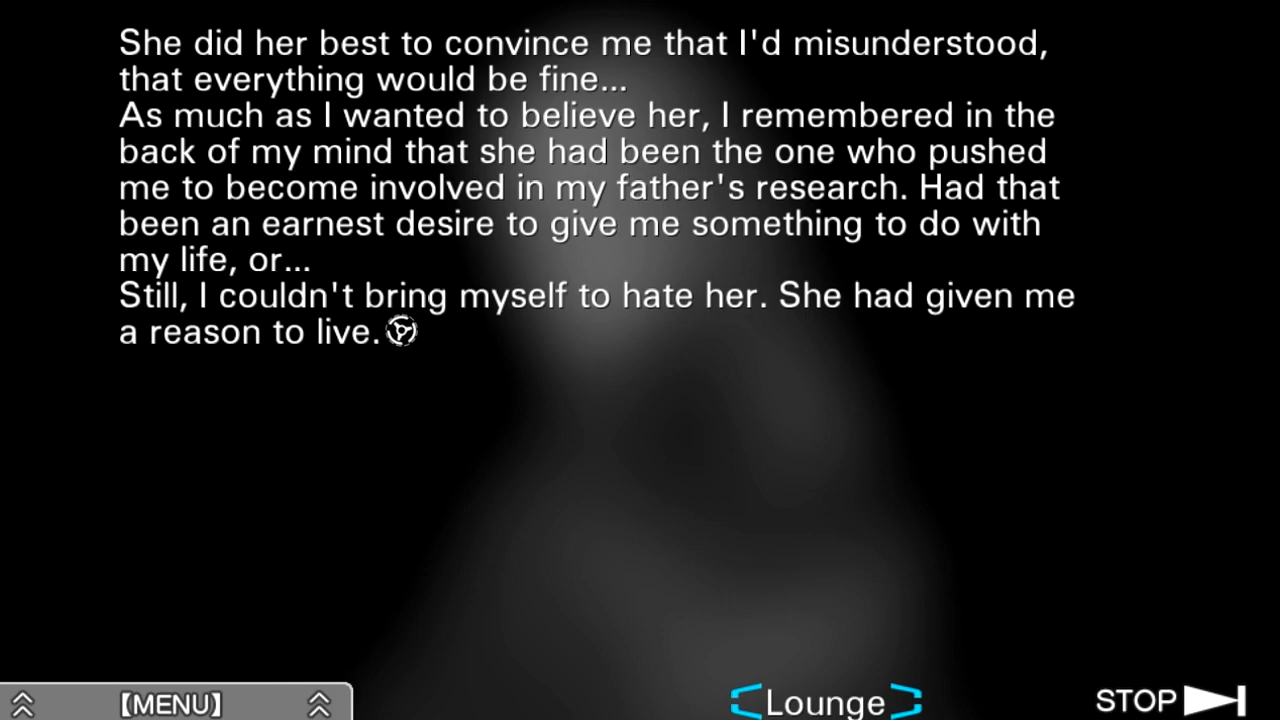 She did her best to convince me that I'd misunderstood,
that everything would be fine...
As much as I wanted to believe her, I remembered in the
back of my mind that she had been the one who pushed
me to become involved in my father's research. Had that
been an earnest desire to give me something to do with
my life, or...
Still, I couldn't bring myself to hate her. She had given me
a reason to live.
【MENU】
Lounge
STOP